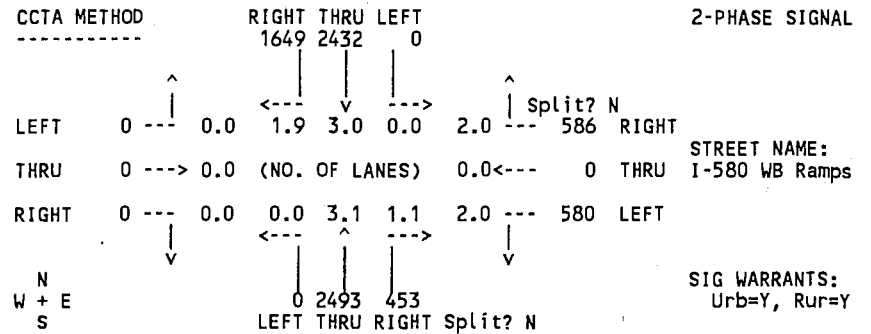 CCTA METHOD RIGHT THRU LEFT 2-PHASE SIGNAL
----------- 1649 2432 0
^ ^
<--- v ---> | Split? N
LEFT 0 --- 0.0 1.9 3.0 0.0 2.0 --- 586 RIGHT
STREET NAME:
THRU 0 ---> 0.0 (NO. OF LANES) 0.0<--- 0 THRU I-580 WB Ramps
RIGHT 0 --- 0.0 0.0 3.1 1.1 2.0 --- 580 LEFT
<--- ^ --->
v v
N SIG WARRANTS:
W + E 0 2493 453 Urb=Y, Rur=Y
S LEFT THRU RIGHT Split? N